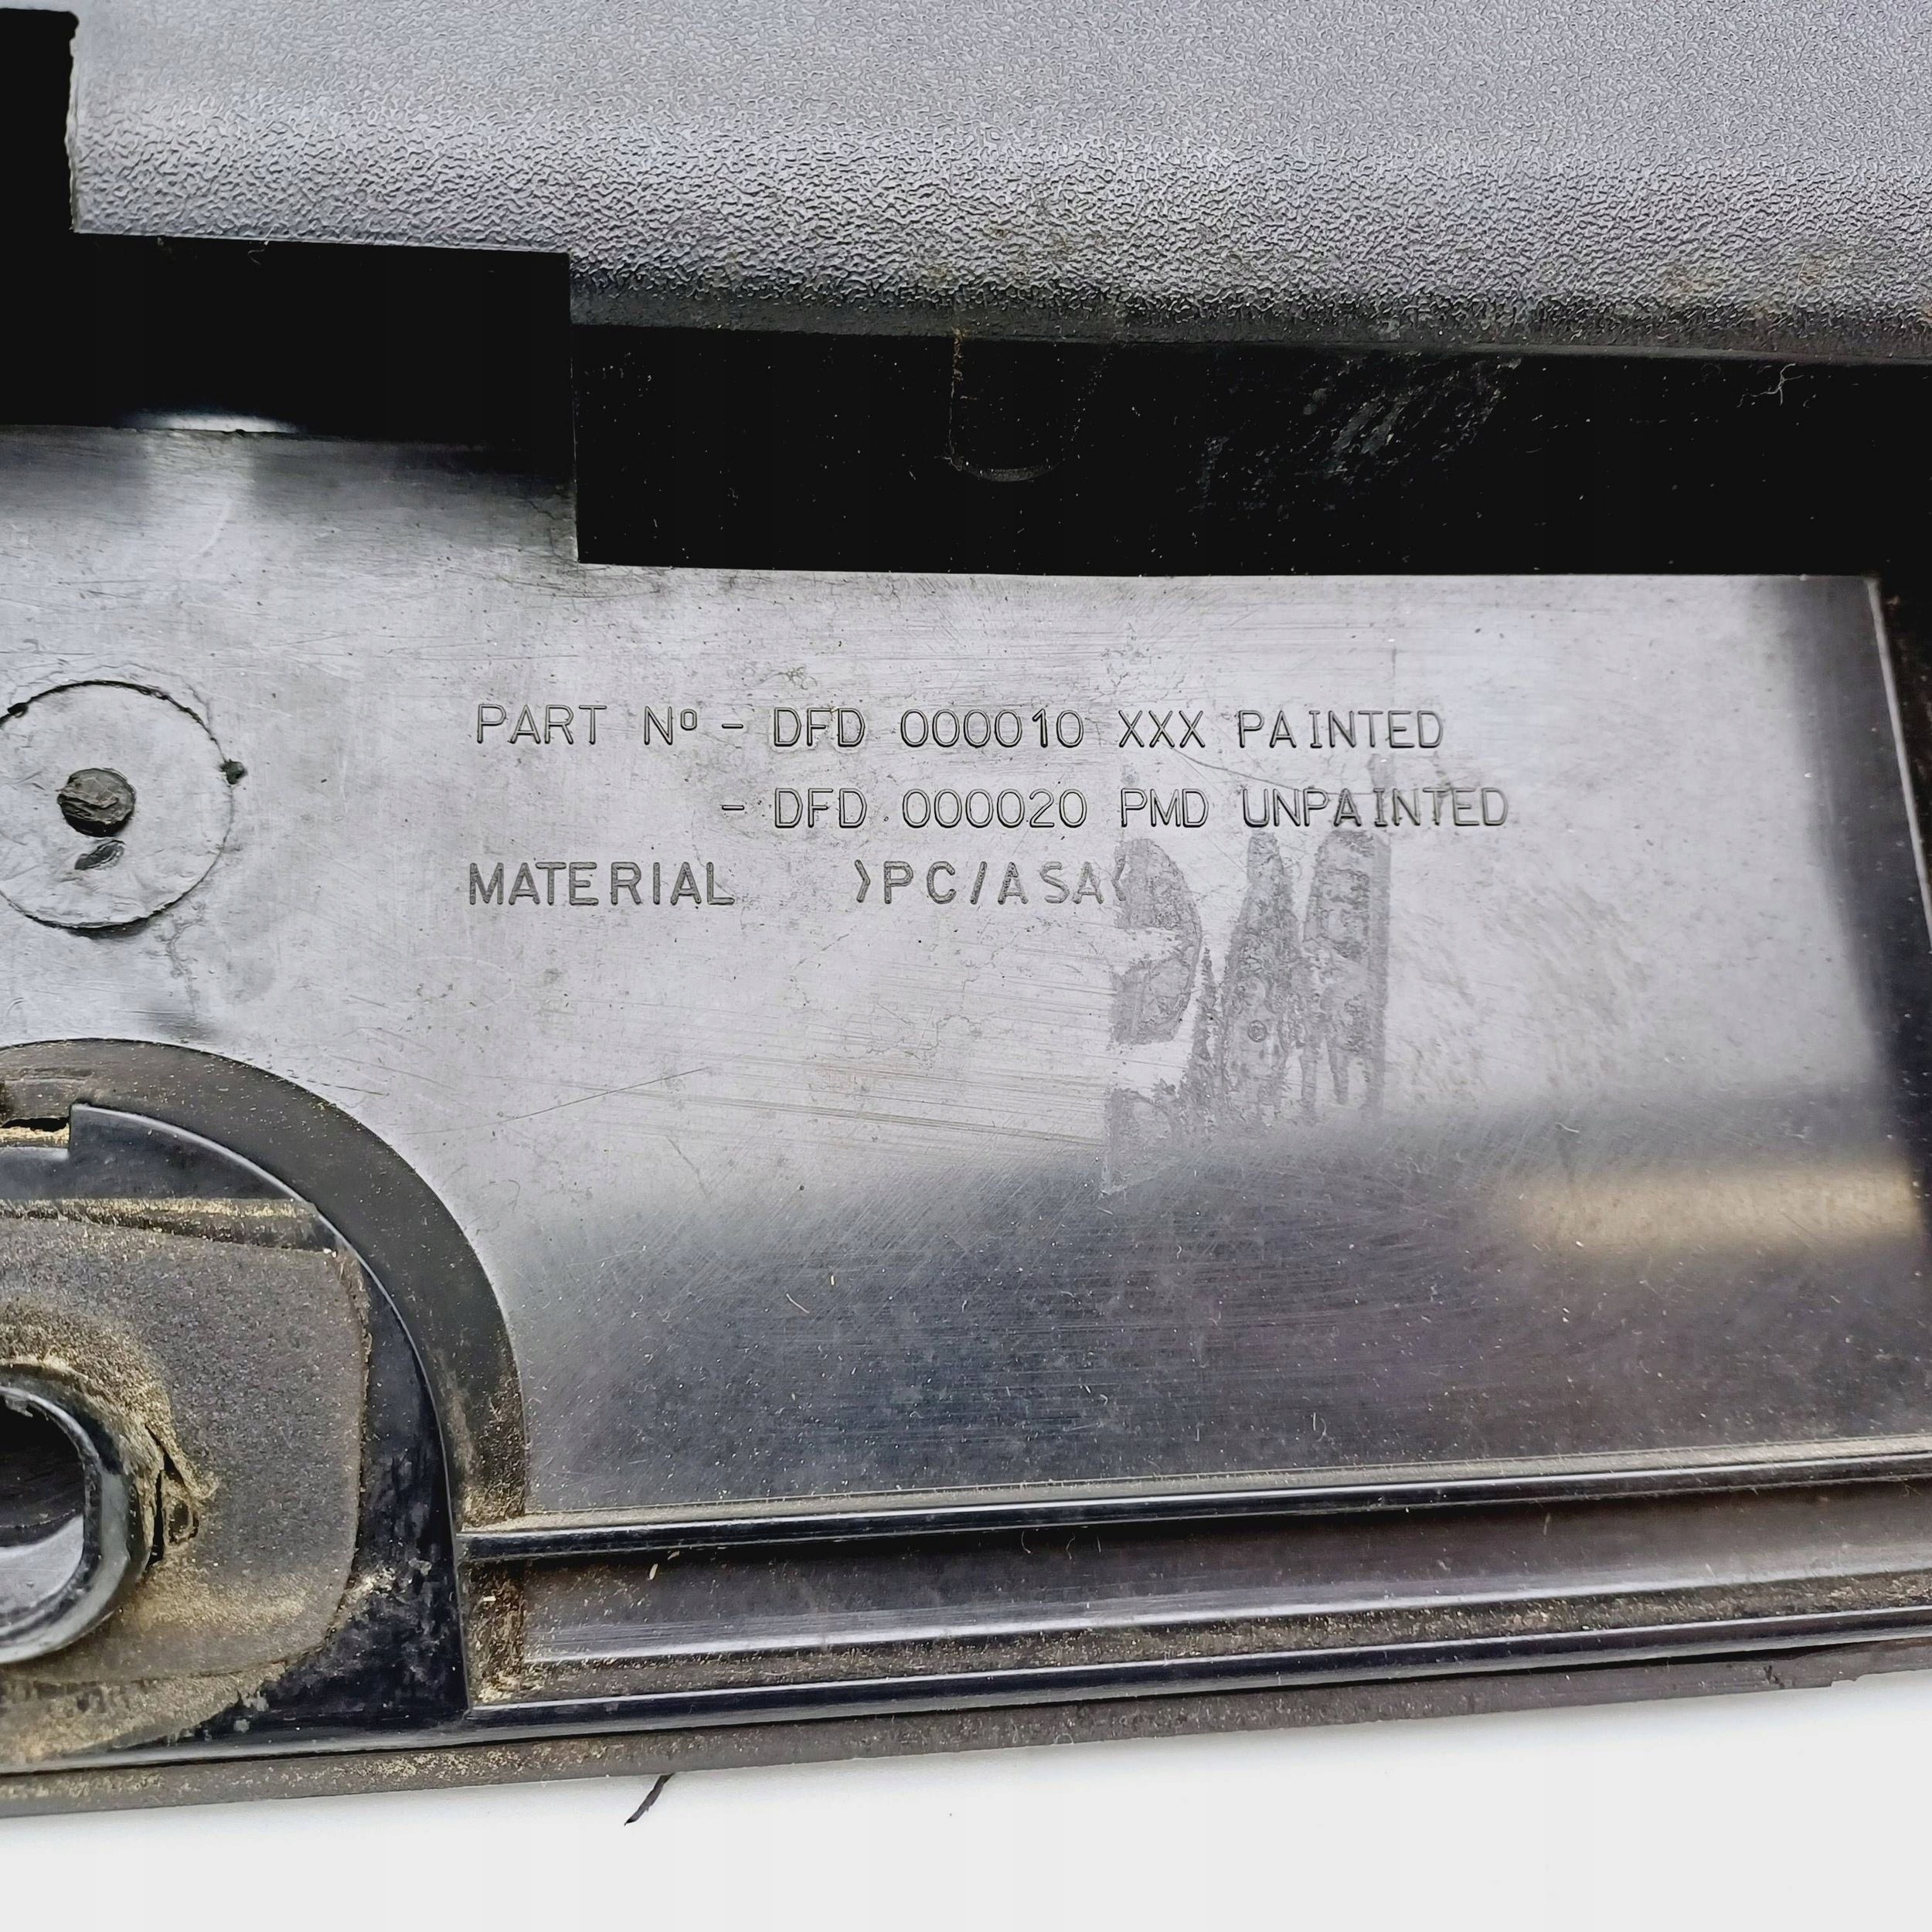 PART Nº - DFD 000010 XXX PAINTED
- DFD 000020 PMD UNPAINTED
MATERIAL >PC/ASA<